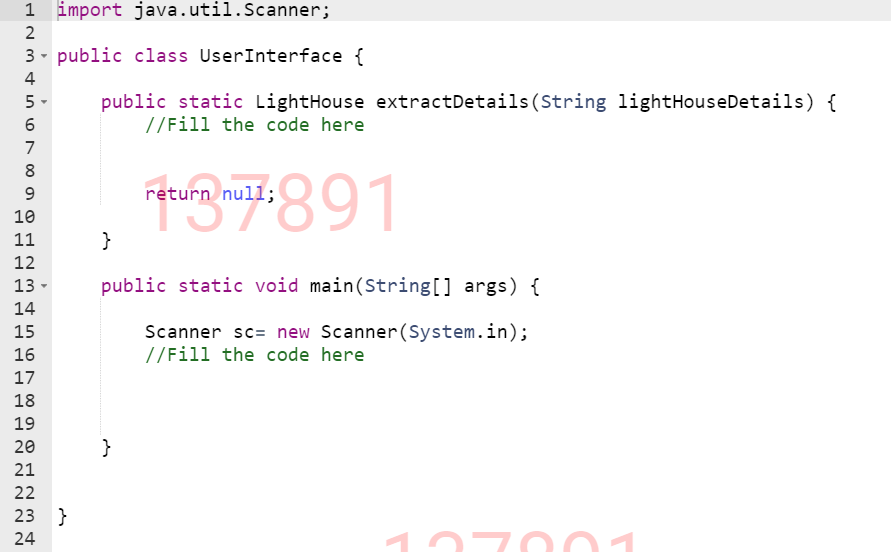 1 import java.util.Scanner;
2
3 public class UserInterface {
4
5     public static LightHouse extractDetails(String lightHouseDetails) {
6         //Fill the code here
7
8
9         return null;
10
11     }
12
13     public static void main(String[] args) {
14
15         Scanner sc= new Scanner(System.in);
16         //Fill the code here
17
18
19
20     }
21
22
23 }
24
137891
137891